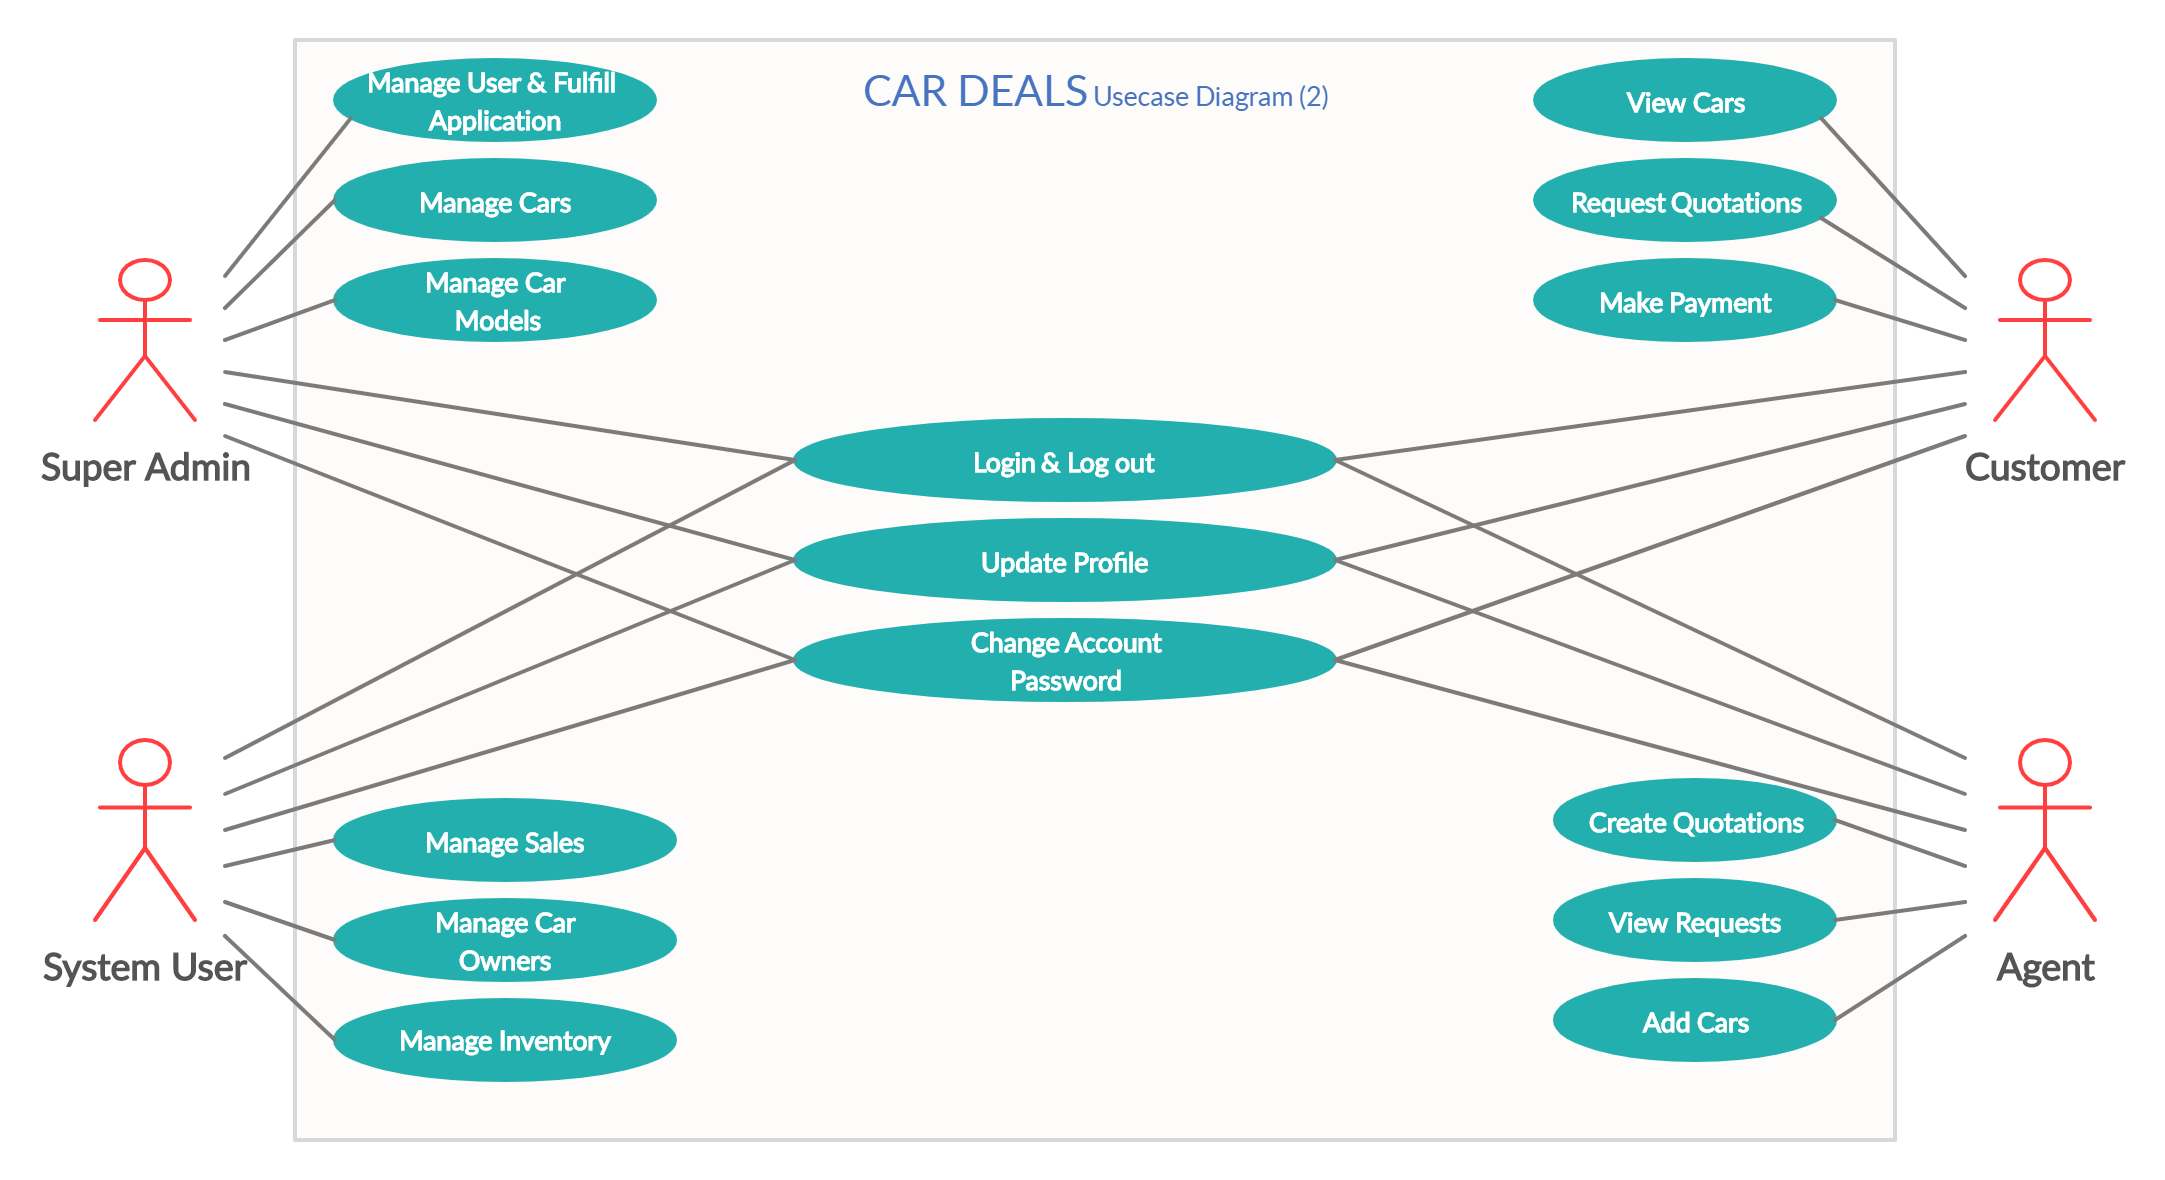 CAR DEALS Usecase Diagram (2)
Manage User & Fulfill
Application
Manage Cars
Manage Car
Models
View Cars
Request Quotations
Make Payment
Super Admin
Customer
Login & Log out
Update Profile
Change Account
Password
Manage Sales
Manage Car
Owners
Manage Inventory
Create Quotations
View Requests
Add Cars
System User
Agent